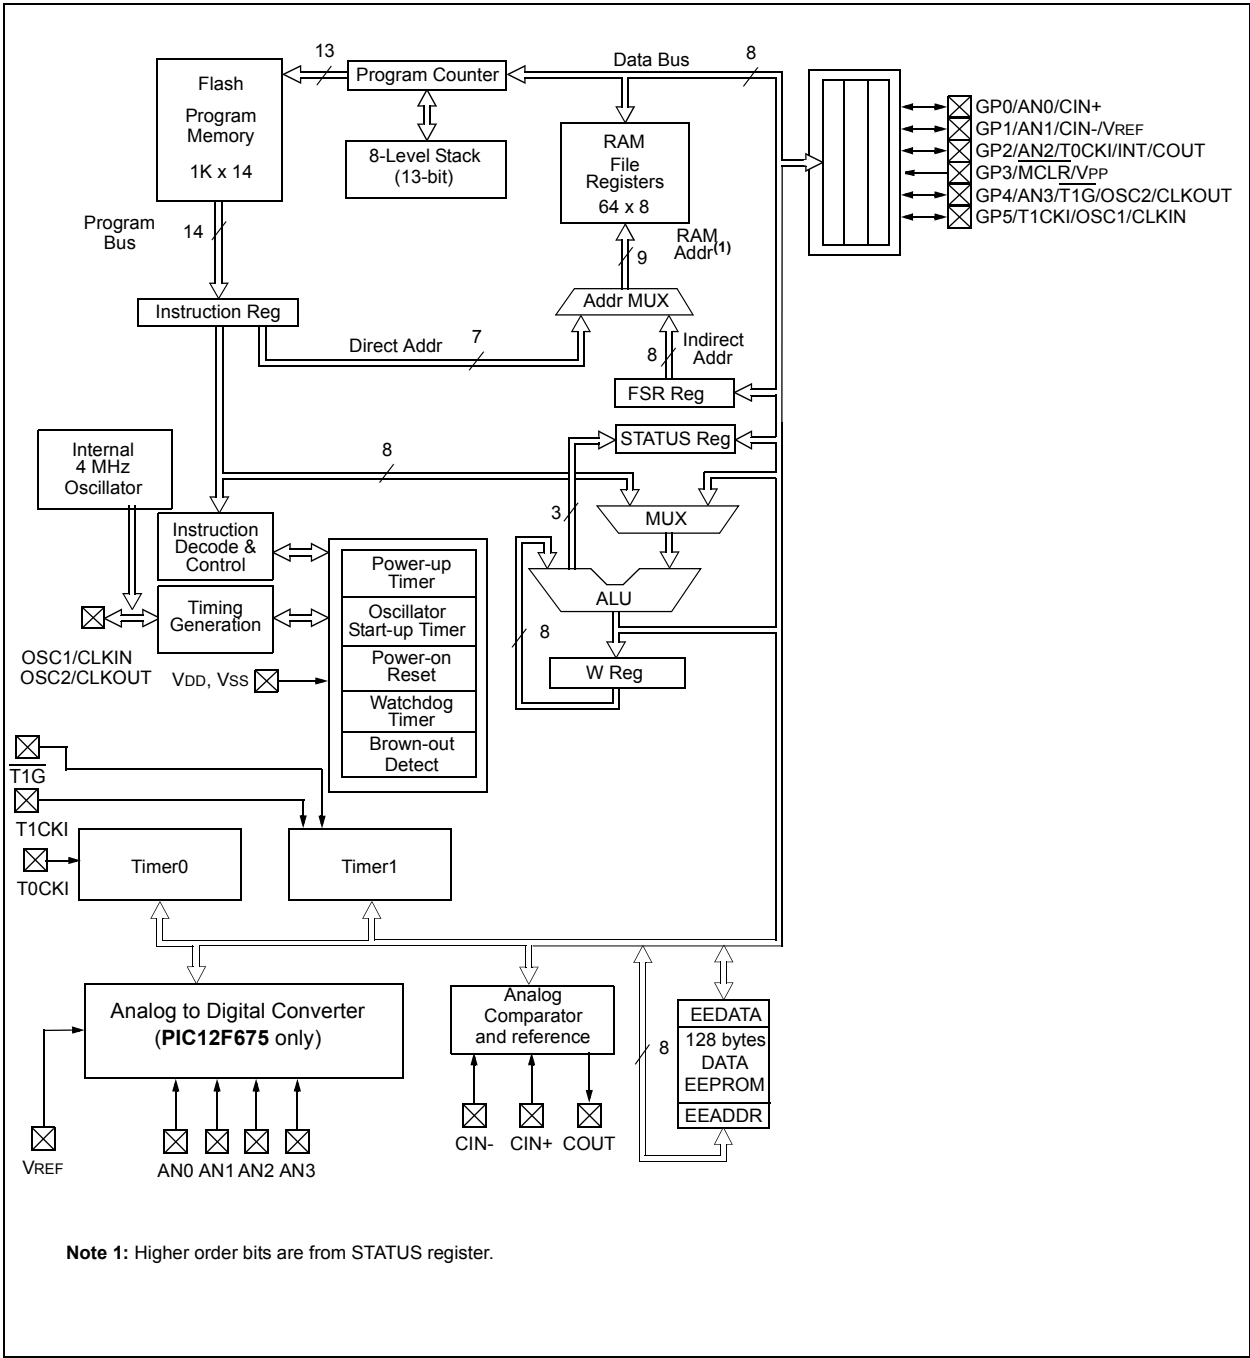 Flash
Program
Memory
1K x 14
13
Program Counter
8-Level Stack
(13-bit)
Data Bus
8
RAM
File
Registers
64 x 8
GP0/AN0/CIN+
GP1/AN1/CIN-/VREF
GP2/AN2/T0CKI/INT/COUT
GP3/MCLR/VPP
GP4/AN3/T1G/OSC2/CLKOUT
GP5/T1CKI/OSC1/CLKIN
Program
Bus
14
RAM
Addr(1)
9
Addr MUX
Instruction Reg
Direct Addr
7
8
Indirect
Addr
FSR Reg
STATUS Reg
Internal
4 MHz
Oscillator
8
3
MUX
Instruction
Decode &
Control
ALU
8
W Reg
Timing
Generation
OSC1/CLKIN
OSC2/CLKOUT
VDD, VSS
Power-up
Timer
Oscillator
Start-up Timer
Power-on
Reset
Watchdog
Timer
Brown-out
Detect
T1G
T1CKI
T0CKI
Timer0
Timer1
Analog to Digital Converter
(PIC12F675 only)
VREF
AN0 AN1 AN2 AN3
Analog
Comparator
and reference
CIN- CIN+ COUT
8
EEDATA
128 bytes
DATA
EEPROM
EEADDR
Note 1: Higher order bits are from STATUS register.